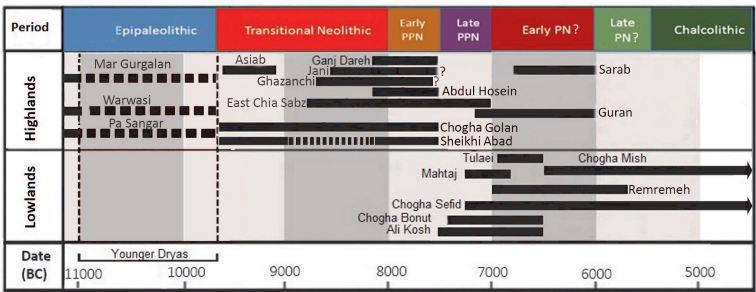 Period
Epipaleolithic
Transitional Neolithic
Early PPN
Late PPN
Early PN?
Late PN?
Chalcolithic
Highlands
Mar Gurgalan
Warwasi
Pa Sangar
Asiab
Ganj Dareh
Jani ?
Ghazanchi ?
Abdul Hosein
East Chia Sabz
Guran
Sarab
Chogha Golan
Sheikhi Abad
Lowlands
Tulaei
Chogha Mish
Mahtaj
Remremeh
Chogha Sefid
Chogha Bonut
Ali Kosh
Date
(BC)
Younger Dryas
11000 10000 9000 8000 7000 6000 5000